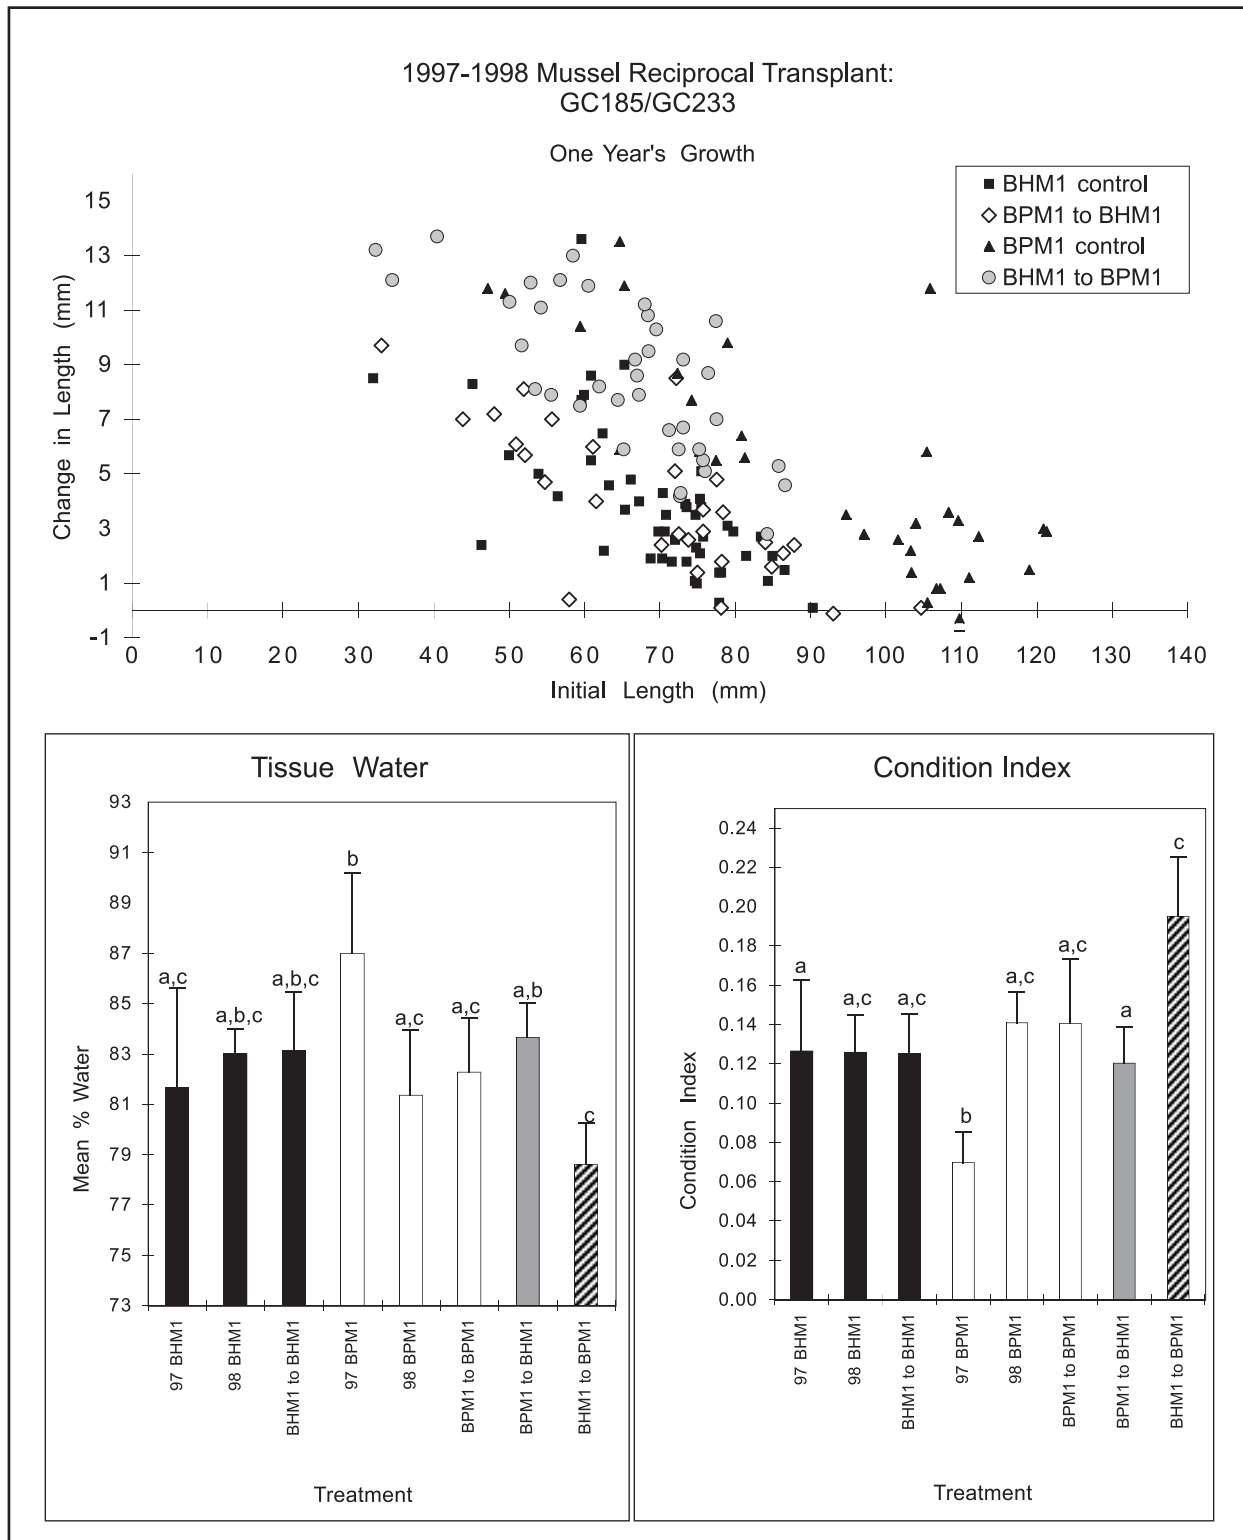 1997-1998 Mussel Reciprocal Transplant:
GC185/GC233
One Year's Growth
BHM1 control
BPM1 to BHM1
BPM1 control
BHM1 to BPM1
Change in Length (mm)
15
13
11
9
7
5
3
1
-1
0 10 20 30 40 50 60 70 80 90 100 110 120 130 140
Initial Length (mm)
Tissue Water
Mean % Water
93
91
89
87
85
83
81
79
77
75
73
a,c
a,b,c
a,b,c
b
a,c
a,c
a,b
c
97 BHM1
98 BHM1
BHM1 to BHM1
97 BPM1
98 BPM1
BPM1 to BPM1
BPM1 to BHM1
BHM1 to BPM1
Treatment
Condition Index
Condition Index
0.24
0.22
0.20
0.18
0.16
0.14
0.12
0.10
0.08
0.06
0.04
0.02
0.00
a
a,c
a,c
b
a,c
a,c
a
c
97 BHM1
98 BHM1
BHM1 to BHM1
97 BPM1
98 BPM1
BPM1 to BPM1
BPM1 to BHM1
BHM1 to BPM1
Treatment